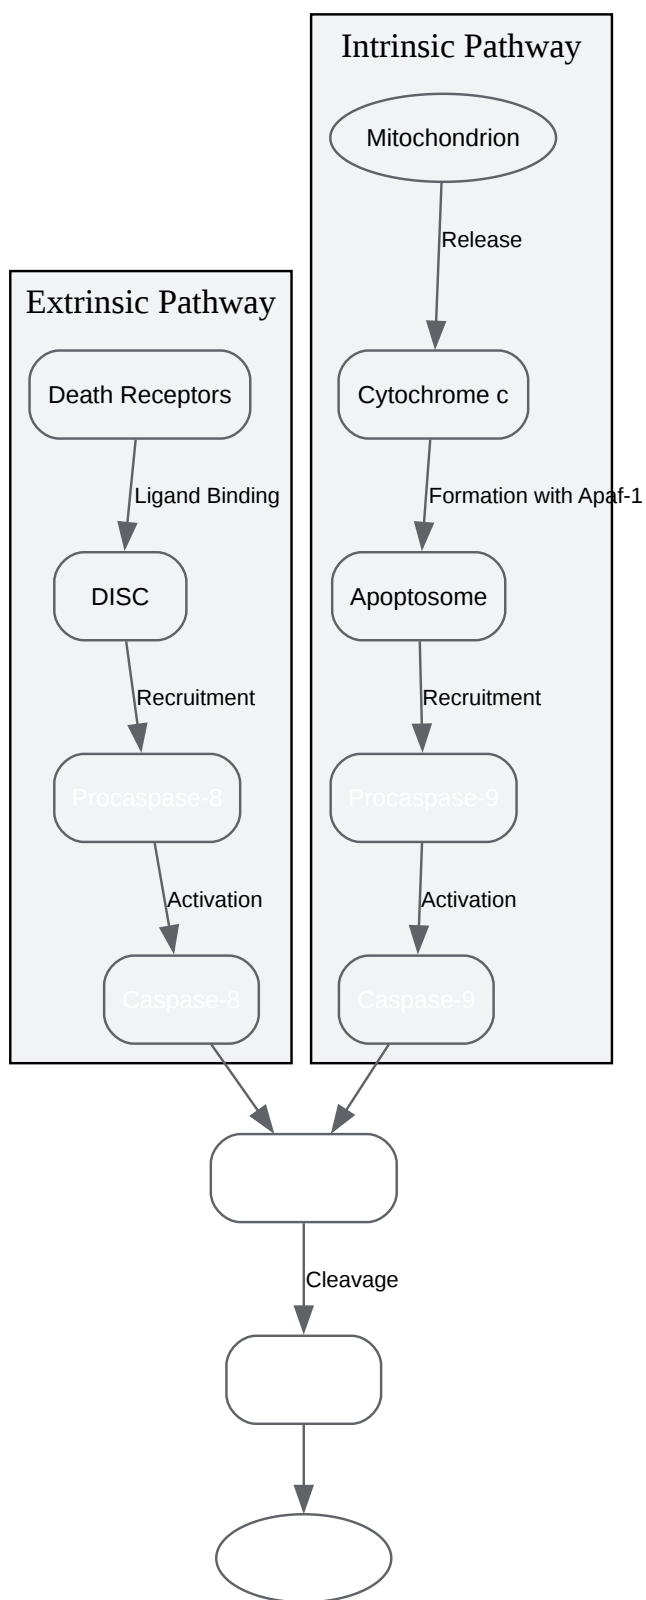 Intrinsic Pathway
Mitochondrion
Release
Extrinsic Pathway
Death Receptors
Cytochrome c
Ligand Binding
Formation with Apaf-1
DISC
Apoptosome
Recruitment
Recruitment
Procaspase-8
Procaspase-9
Activation
Activation
Caspase-8
Caspase-9
Cleavage